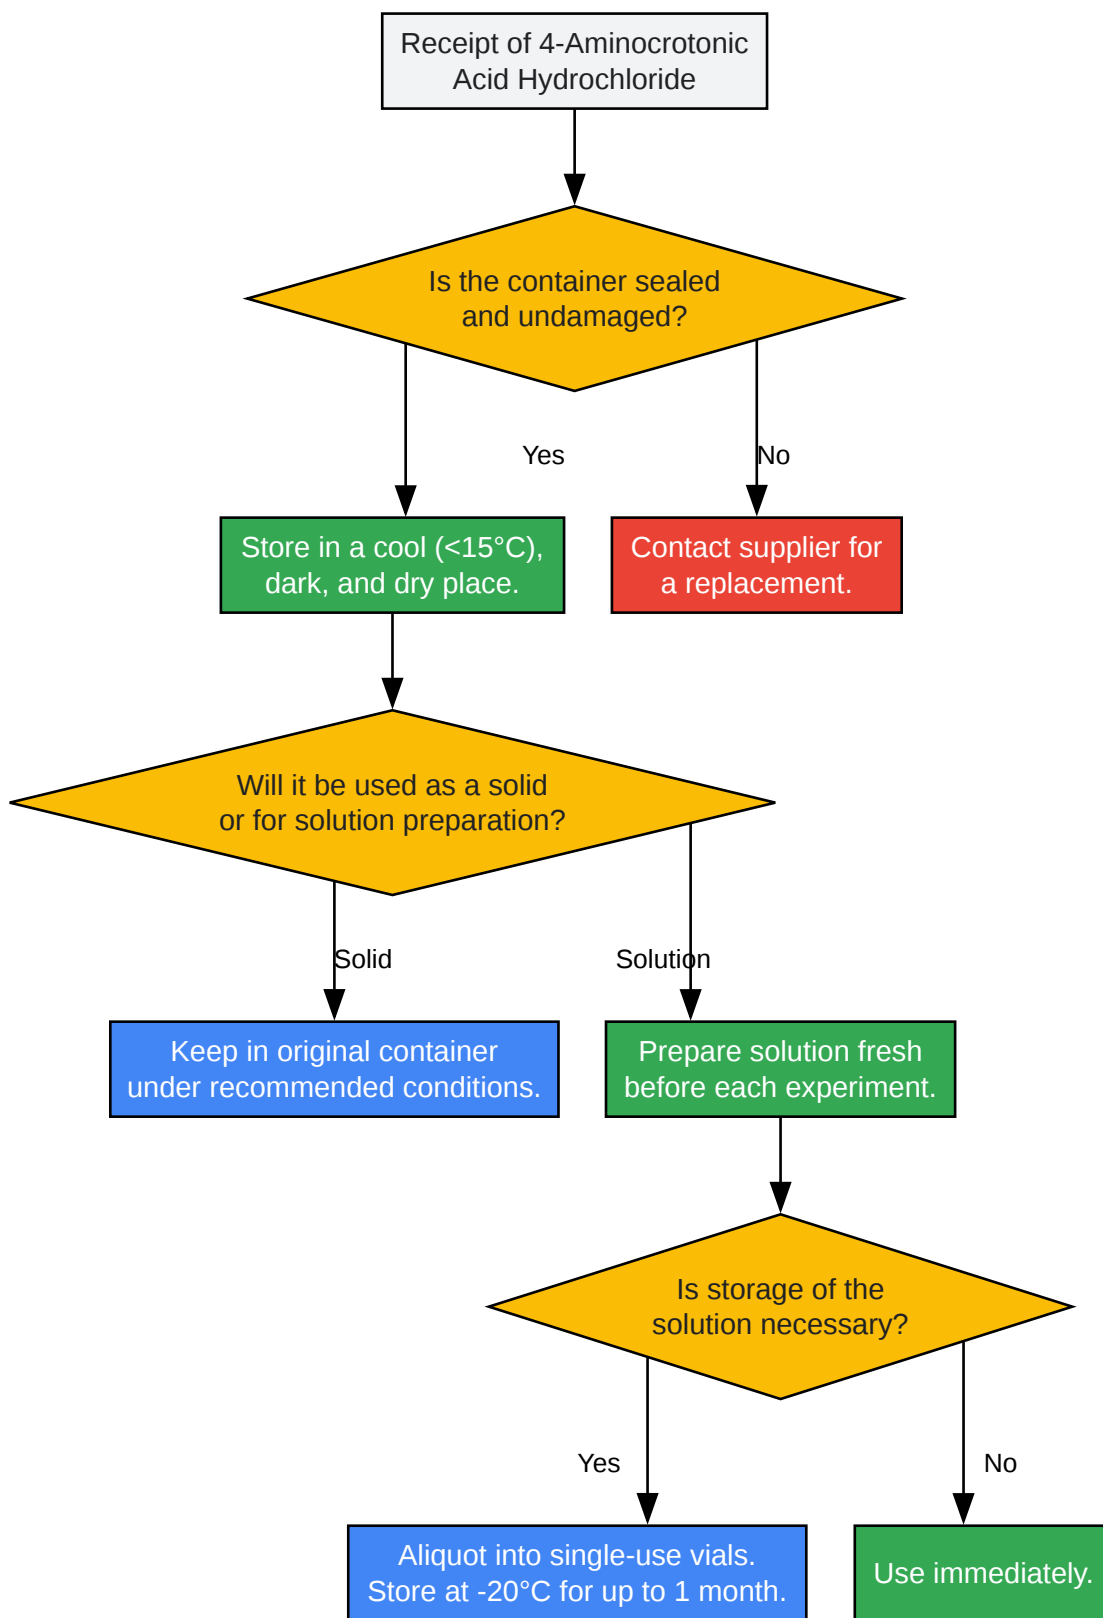 Receipt of 4-Aminocrotonic
Acid Hydrochloride
Is the container sealed
and undamaged?
Yes
No
Store in a cool (<15°C),
dark, and dry place.
Contact supplier for
a replacement.
Will it be used as a solid
or for solution preparation?
Solid
Solution
Keep in original container
under recommended conditions.
Prepare solution fresh
before each experiment.
Is storage of the
solution necessary?
Yes
No
Aliquot into single-use vials.
Store at -20°C for up to 1 month.
Use immediately.